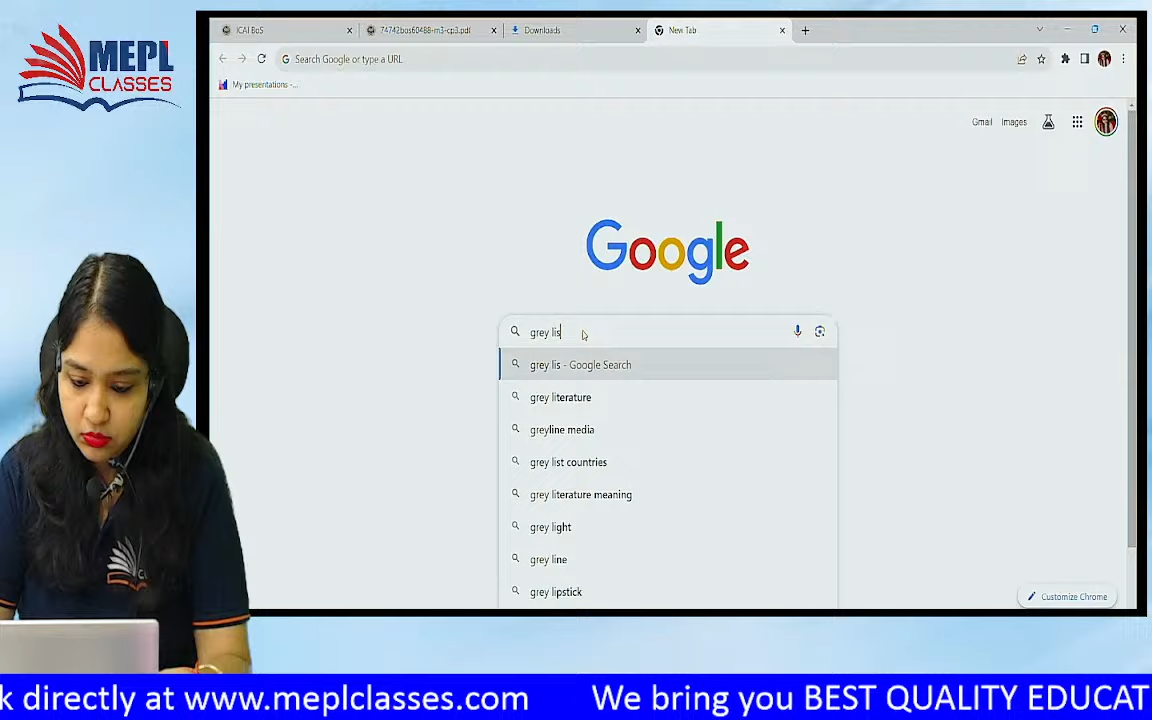 MEPL
CLASSES
ICAI BoS
74742bos60488-m3-cp3.pdf
Downloads
New Tab
Search Google or type a URL
My presentations -...
Gmail
Images
Google
grey lis
grey lis - Google Search
grey literature
greyline media
grey list countries
grey literature meaning
grey light
grey line
grey lipstick
Customize Chrome
k directly at www.meplclasses.com We bring you BEST QUALITY EDUCAT